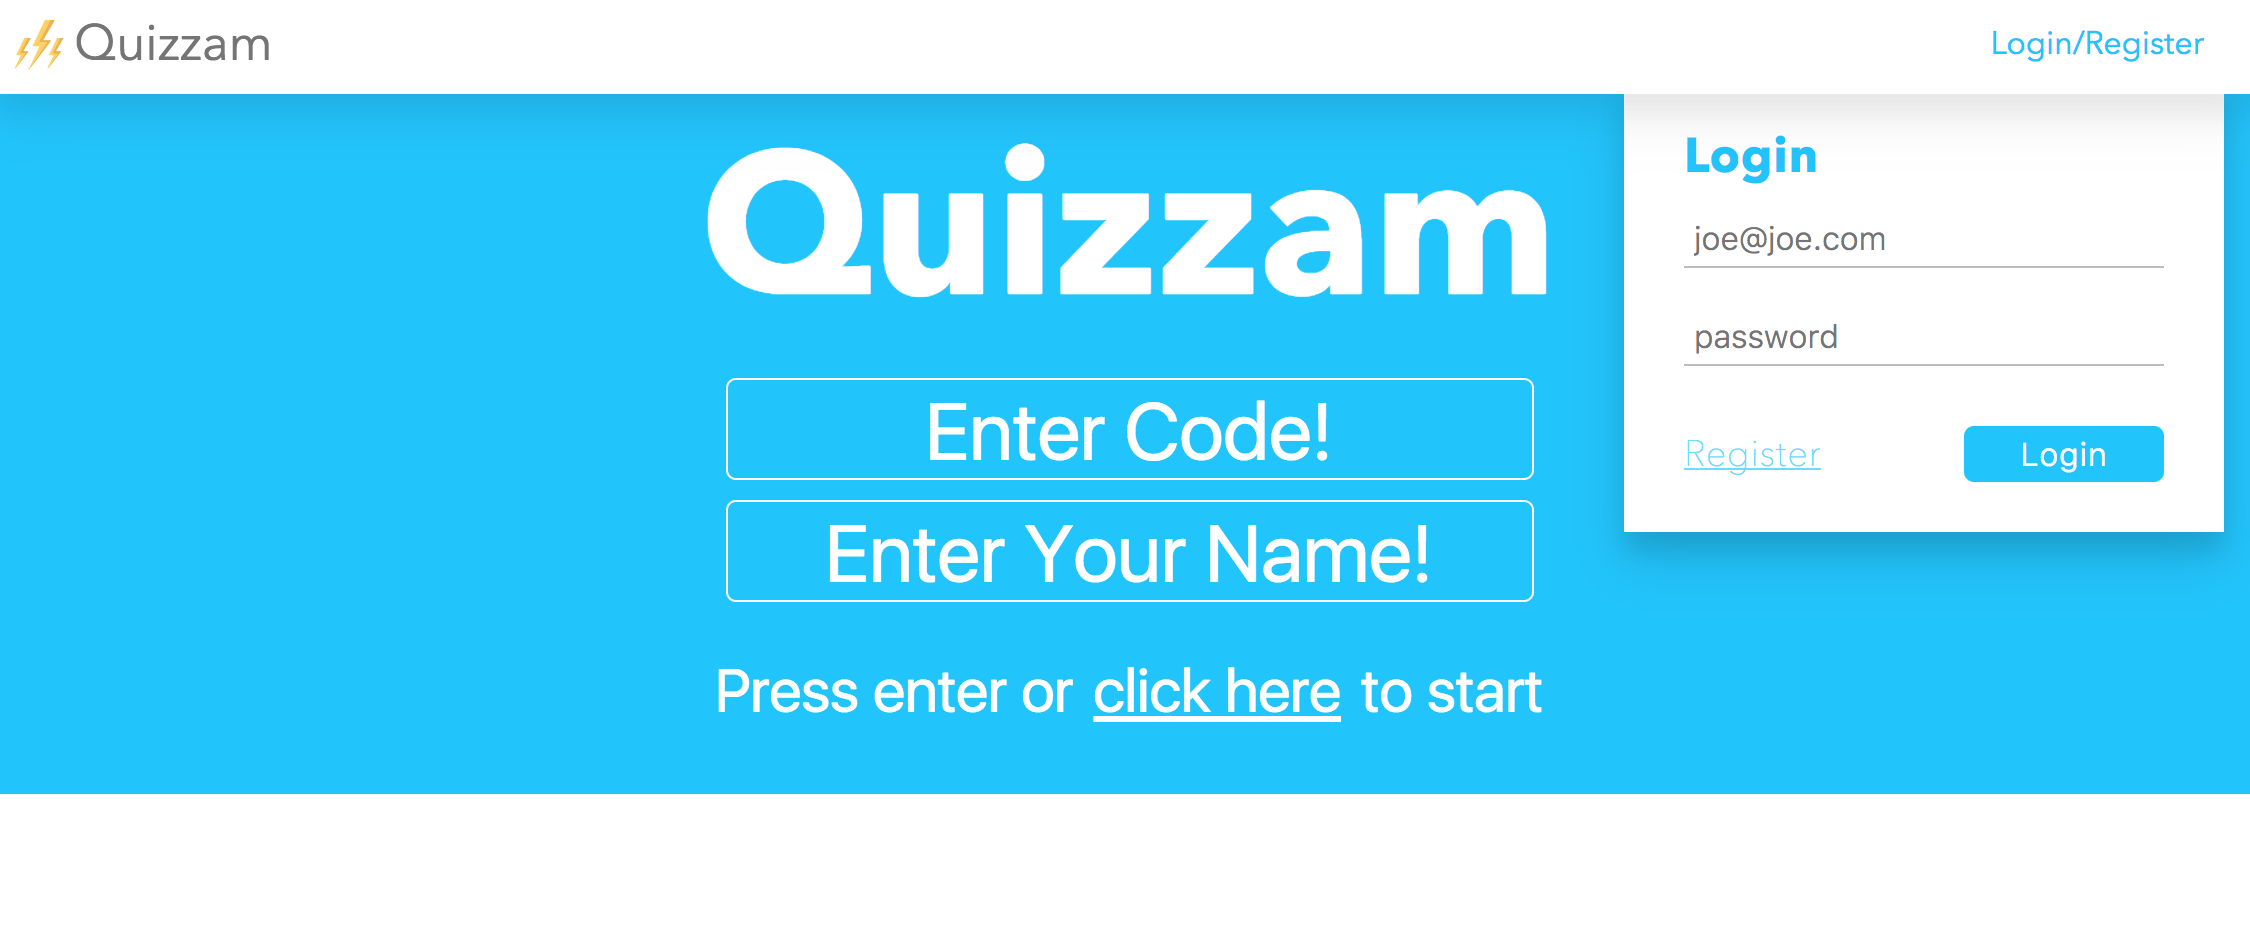 Quizzam
Login/Register
Quizzam
Enter Code!
Enter Your Name!
Press enter or click here to start
Login
joe@joe.com
password
Register
Login